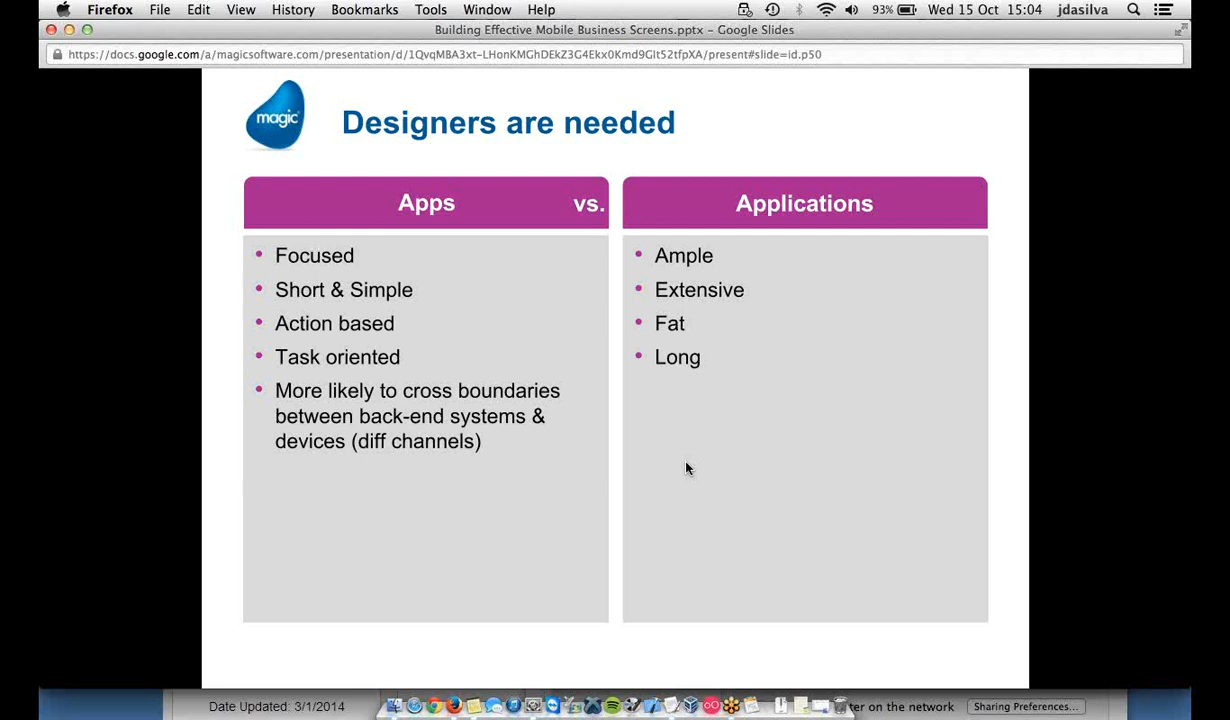 Firefox File Edit View History Bookmarks Tools Window Help 93% Wed 15 Oct 15:04 jdasilva
Building Effective Mobile Business Screens.pptx – Google Slides
https://docs.google.com/a/magicsoftware.com/presentation/d/1QvqMBA3xt-LHonKMGhDEkZ3G4Ekx0Kmd9Glt52tfpXA/present#slide=id.p50
magic
Designers are needed
Apps vs. Applications
• Focused
• Short & Simple
• Action based
• Task oriented
• More likely to cross boundaries
between back-end systems &
devices (diff channels)
• Ample
• Extensive
• Fat
• Long
Date Updated: 3/1/2014
ter on the network
Sharing Preferences...